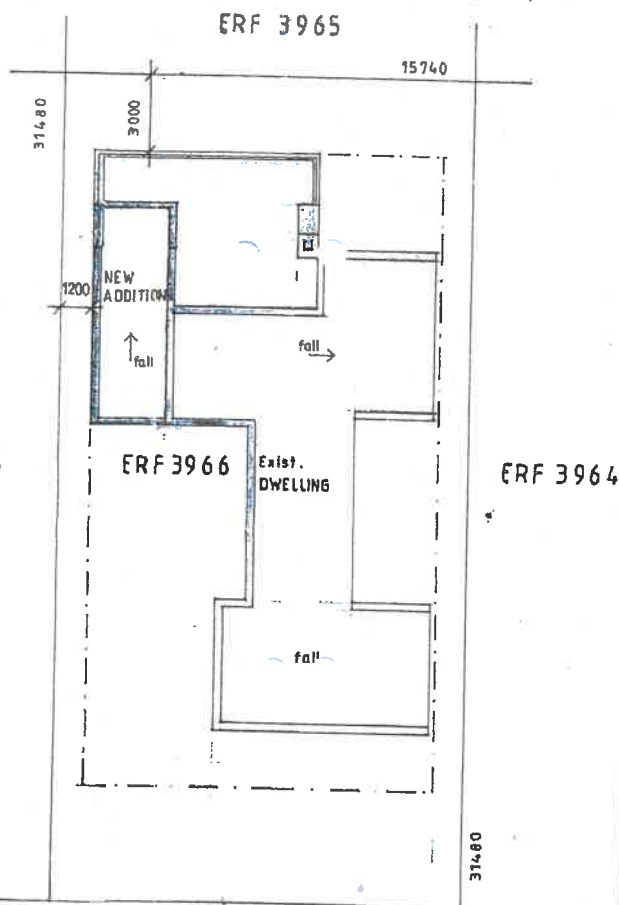 ERF 3965
15740
31480
3000
1200
NEW
ADDITION
fall
fall
ERF 3966
Exist.
DWELLING
ERF 3964
fall
31480